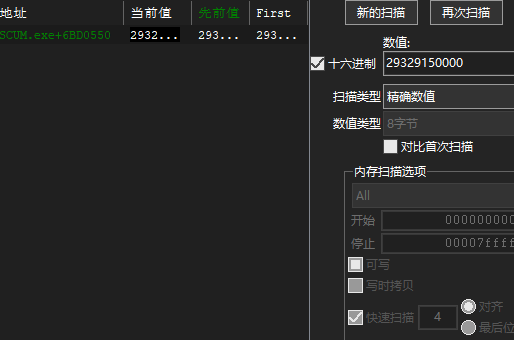 地址 当前值 先前值 First
SCUM.exe+6BD0550 2932... 293... 293...
新的扫描 再次扫描
数值:
十六进制 29329150000
扫描类型 精确数值
数值类型 8字节
对比首次扫描
内存扫描选项
All
开始 000000000
停止 00007ffff
可写
写时拷贝
快速扫描 4 对齐
最后位